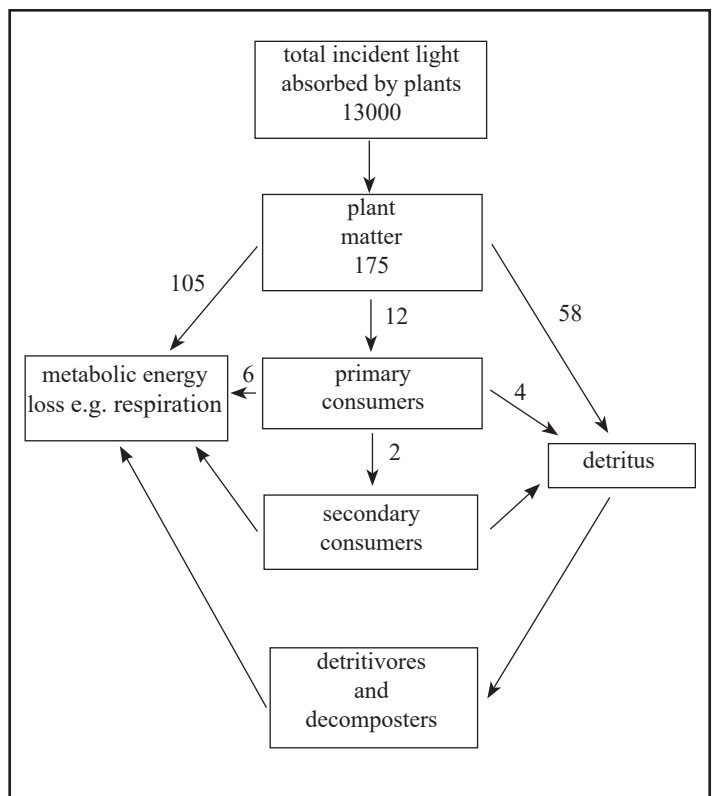 total incident light
absorbed by plants
13000
plant
matter
175
105
12
58
metabolic energy
loss e.g. respiration
6
primary
consumers
4
2
detritus
secondary
consumers
detritivores
and
decomposters